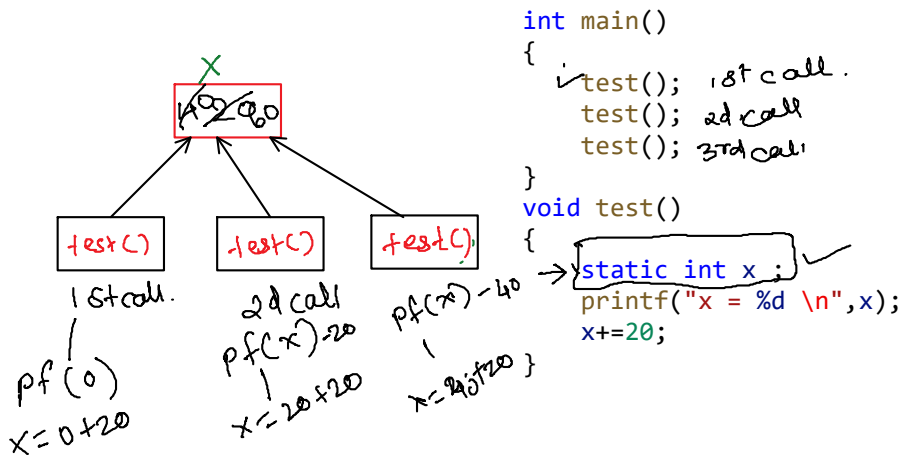 X
test()
test()
test()
1st call.
pf(0)
x=0+20
2d call
pf(x)-20
x=20+20
pf(x)-40
int main()
{
test(); 1st call.
test(); 2d call
test(); 3rd call
}
void test()
{
static int x ;
printf("x = %d \n",x);
x+=20;
}